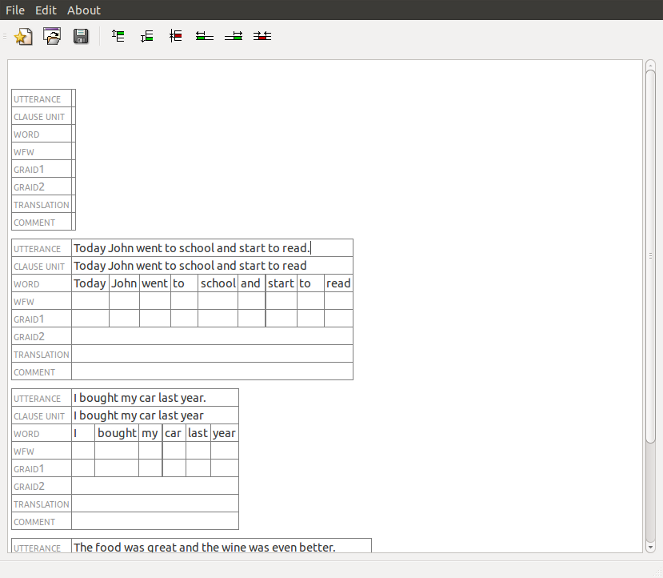 File Edit About
UTTERANCE
CLAUSE UNIT
WORD
WFW
GRAID1
GRAID2
TRANSLATION
COMMENT
UTTERANCE Today John went to school and start to read.
CLAUSE UNIT Today John went to school and start to read
WORD Today John went to school and start to read
WFW
GRAID1
GRAID2
TRANSLATION
COMMENT
UTTERANCE I bought my car last year.
CLAUSE UNIT I bought my car last year
WORD I bought my car last year
WFW
GRAID1
GRAID2
TRANSLATION
COMMENT
UTTERANCE The food was great and the wine was even better.